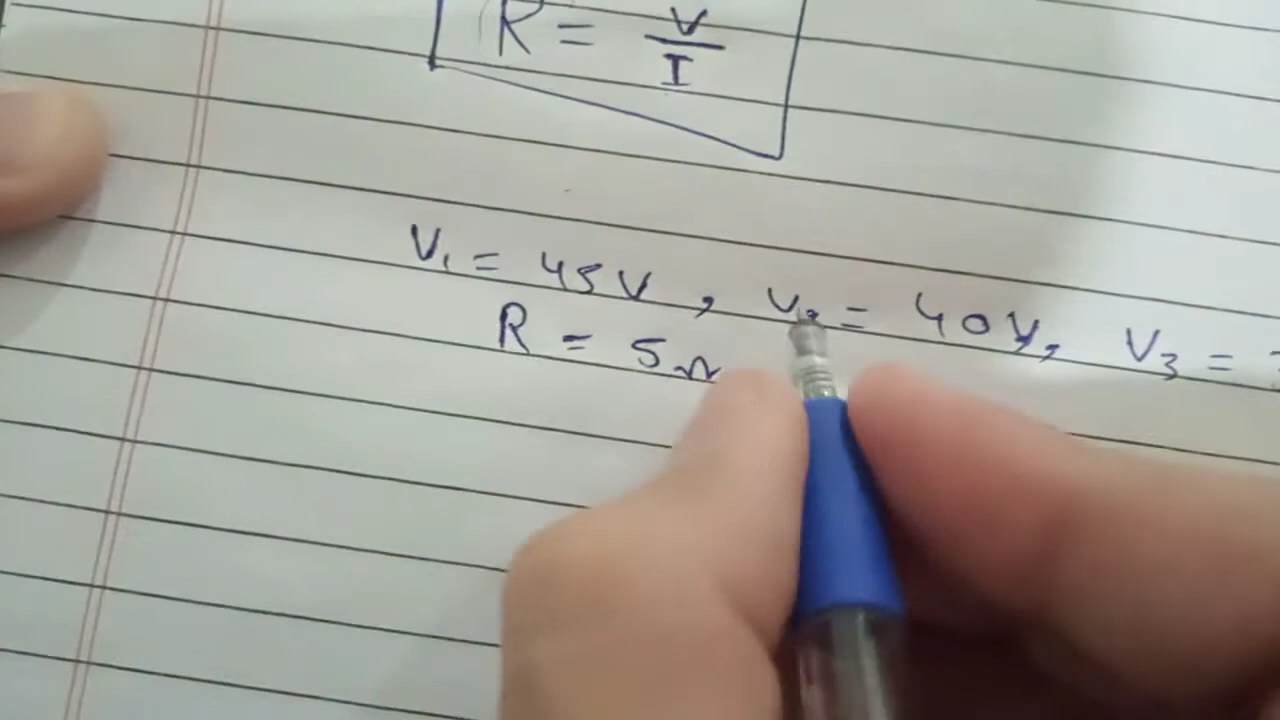 R = V/I
V₁ = 45V, V₂ = 40V, V₃ =
R = 5Ω